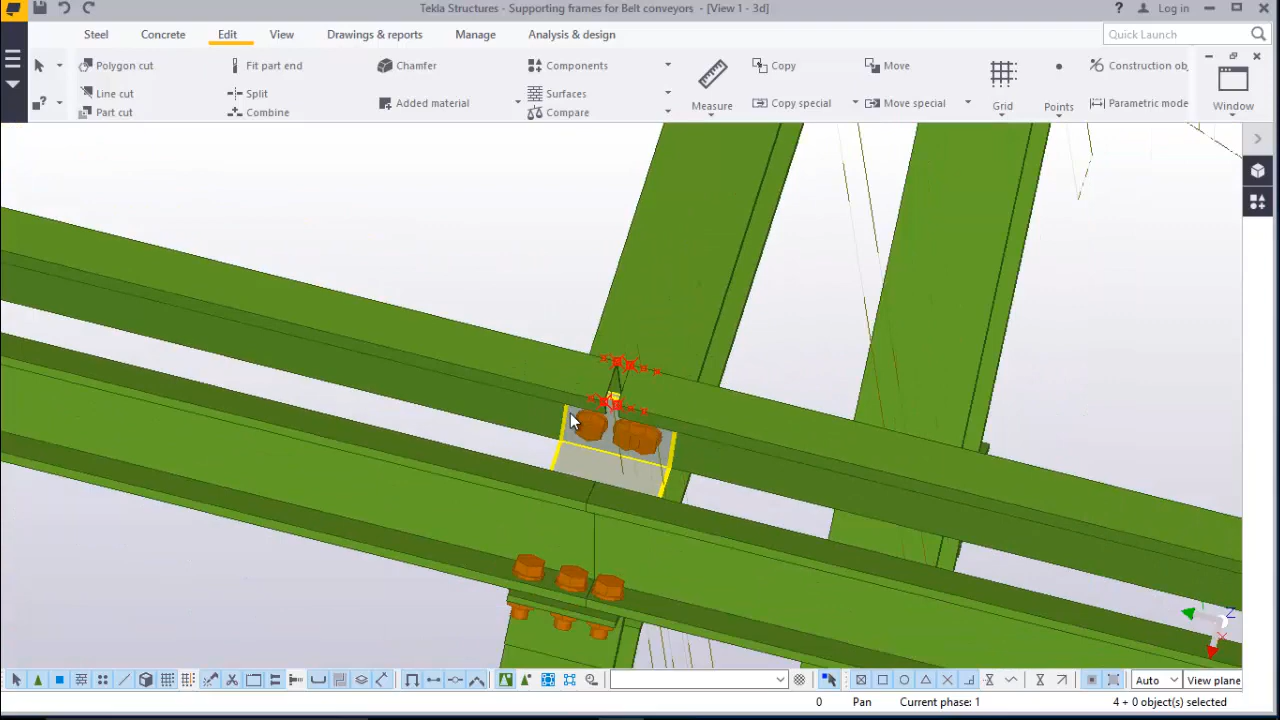 Tekla Structures - Supporting frames for Belt conveyors - [View 1 - 3d]
? Log in
Steel Concrete Edit View Drawings & reports Manage Analysis & design Quick Launch
Polygon cut Fit part end Chamfer Components Copy Move Construction obj
Line cut Split Added material Surfaces Measure Copy special Move special Grid Points Parametric mode Window
Part cut Combine Compare
Z
X
Auto View plane
0 Pan Current phase: 1 4 + 0 object(s) selected